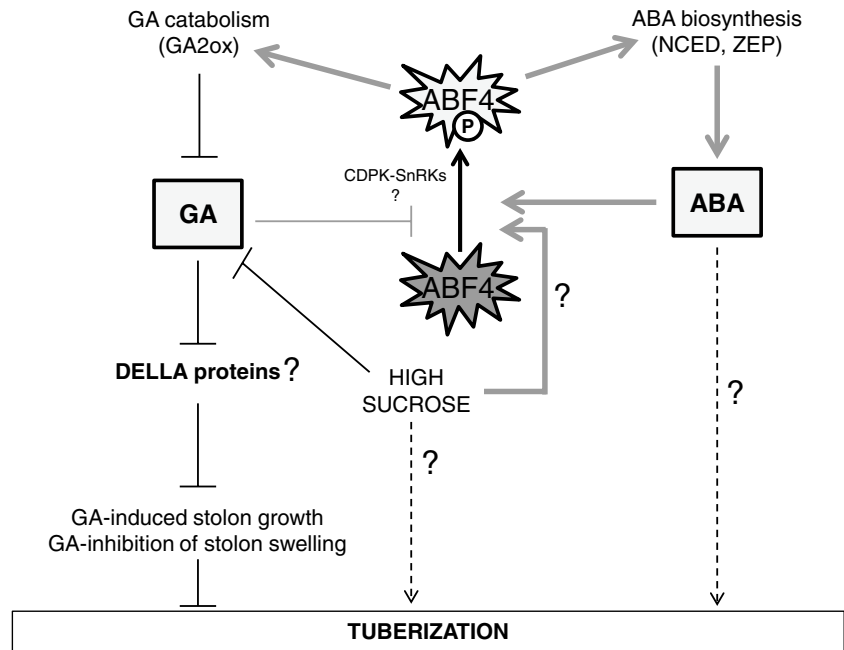 GA catabolism
(GA2ox)
ABA biosynthesis
(NCED, ZEP)
ABF4
P
CDPK-SnRKs
?
GA
ABA
ABF4
?
DELLA proteins?
HIGH
SUCROSE
?
?
GA-induced stolon growth
GA-inhibition of stolon swelling
TUBERIZATION